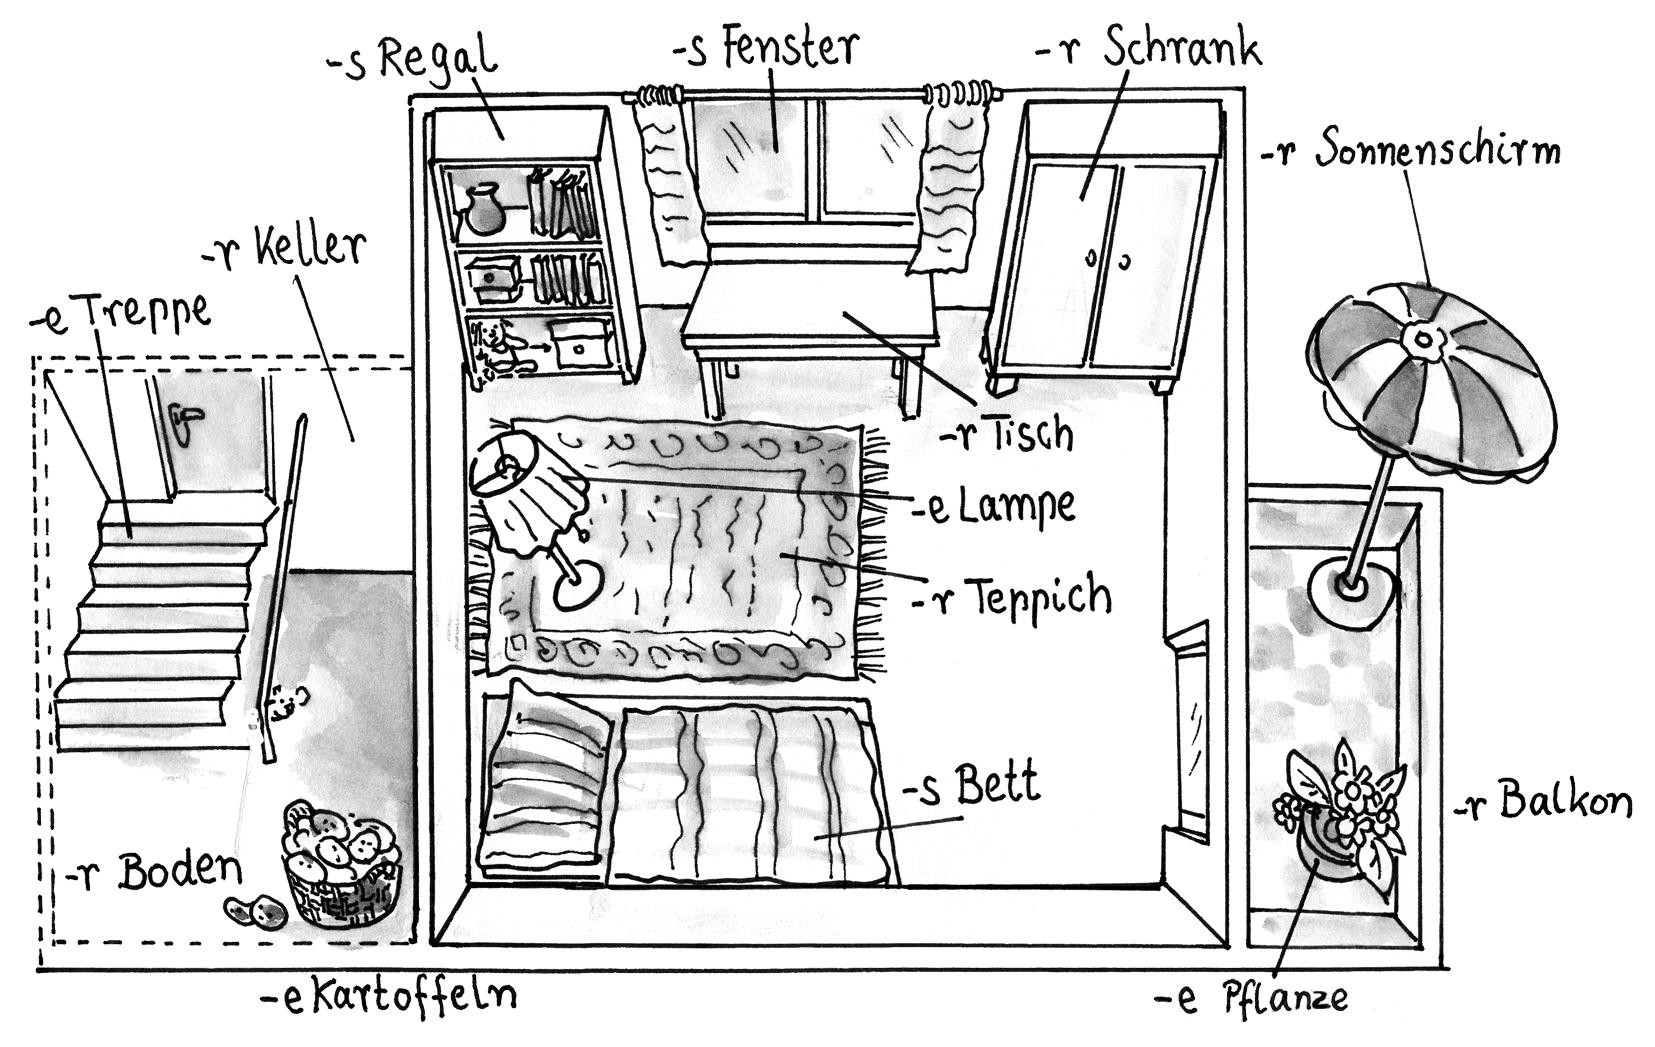 -s Regal
-s Fenster
-r Schrank
-r Sonnenschirm
-r Keller
-e Treppe
-r Tisch
-e Lampe
-r Teppich
-s Bett
-r Balkon
-r Boden
-e Kartoffeln
-e Pflanze